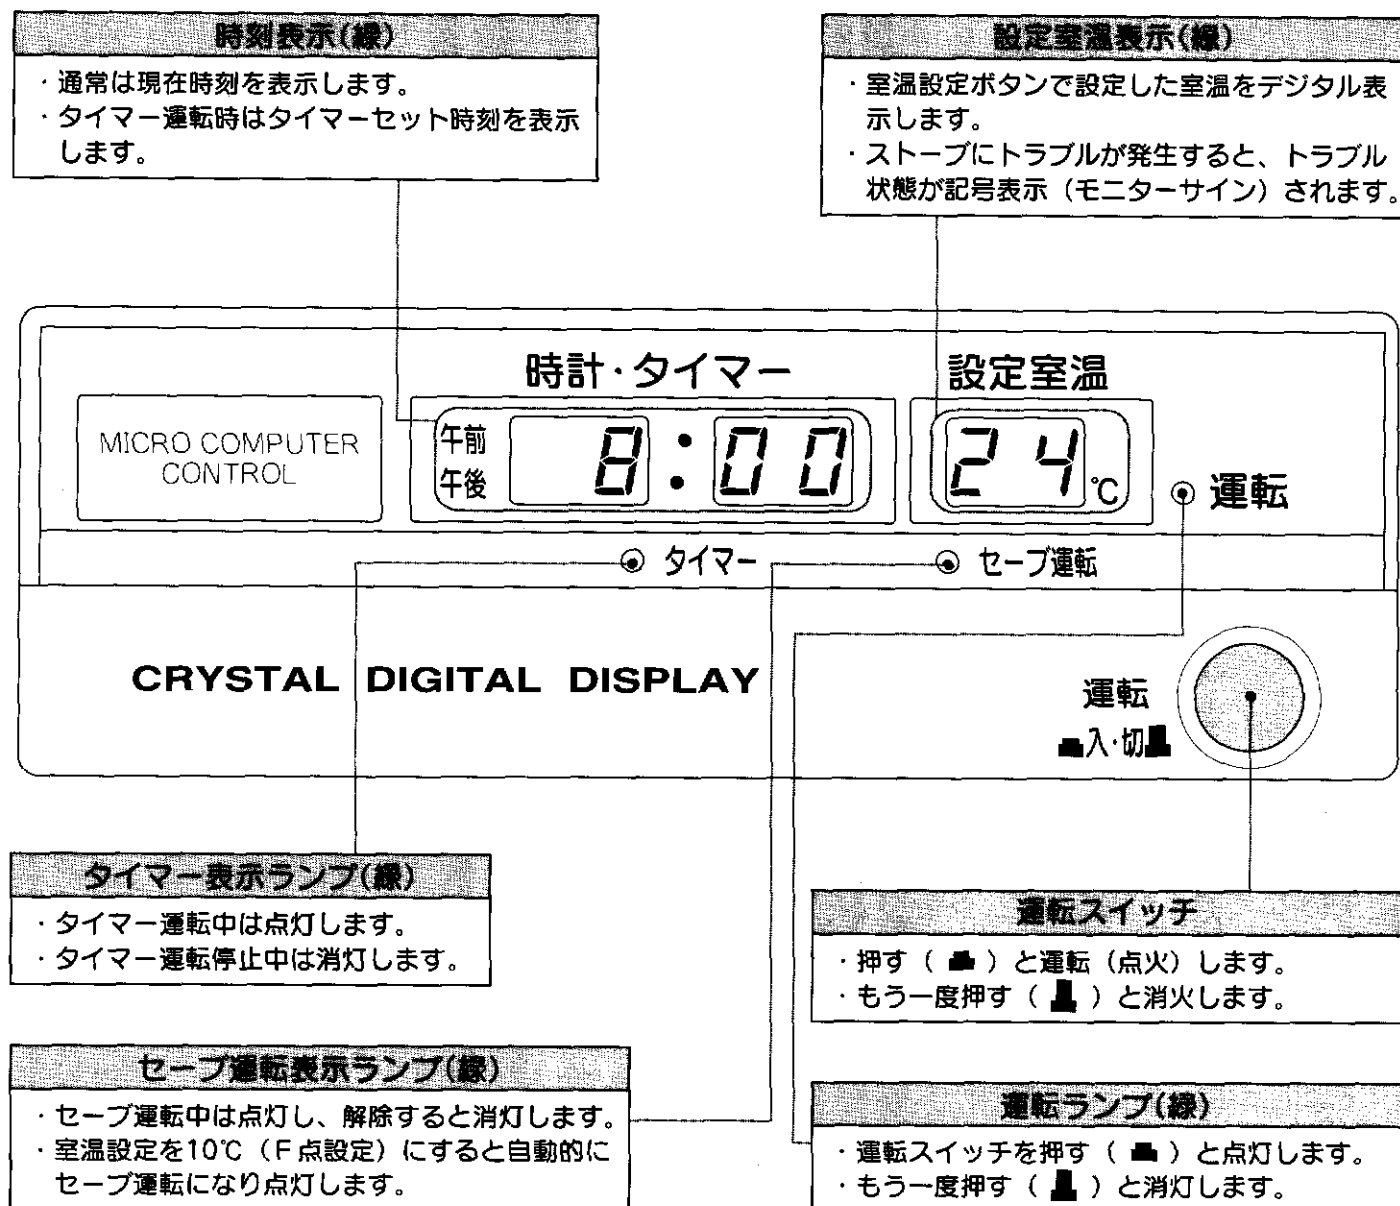 時刻表示(緑)
・通常は現在時刻を表示します。
・タイマー運転時はタイマーセット時刻を表示
します。
設定室温表示(緑)
・室温設定ボタンで設定した室温をデジタル表
示します。
・ストーブにトラブルが発生すると、トラブル
状態が記号表示（モニターサイン）されます。
時計・タイマー
設定室温
MICRO COMPUTER
CONTROL
午前
午後
8:00
24℃
運転
タイマー
セーブ運転
CRYSTAL DIGITAL DISPLAY
運転
入・切
タイマー表示ランプ(緑)
・タイマー運転中は点灯します。
・タイマー運転停止中は消灯します。
運転スイッチ
・押す（ ）と運転（点火）します。
・もう一度押す（ ）と消火します。
セーブ運転表示ランプ(緑)
・セーブ運転中は点灯し、解除すると消灯します。
・室温設定を10℃（F点設定）にすると自動的に
セーブ運転になり点灯します。
運転ランプ(緑)
・運転スイッチを押す（ ）と点灯します。
・もう一度押す（ ）と消灯します。